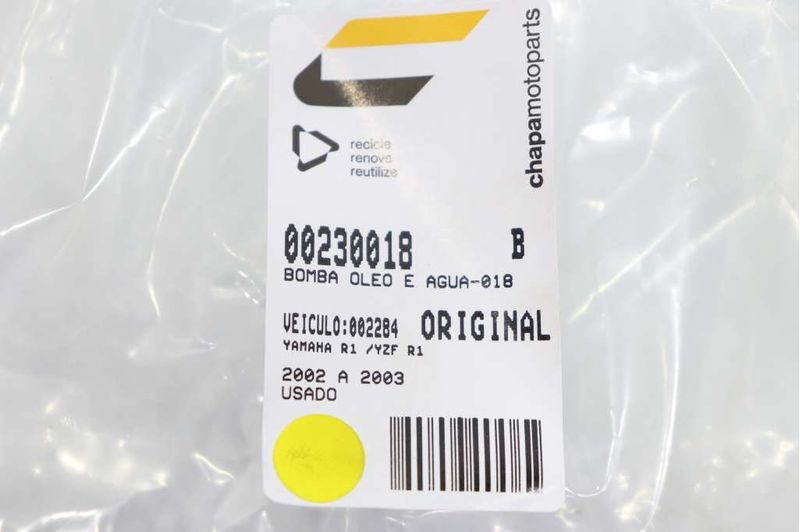 chapamotoparts
recicle
renove
reutilize
00230018 B
BOMBA OLEO E AGUA-018
VEICULO:002284 ORIGINAL
YAMAHA R1 /YZF R1
2002 A 2003
USADO